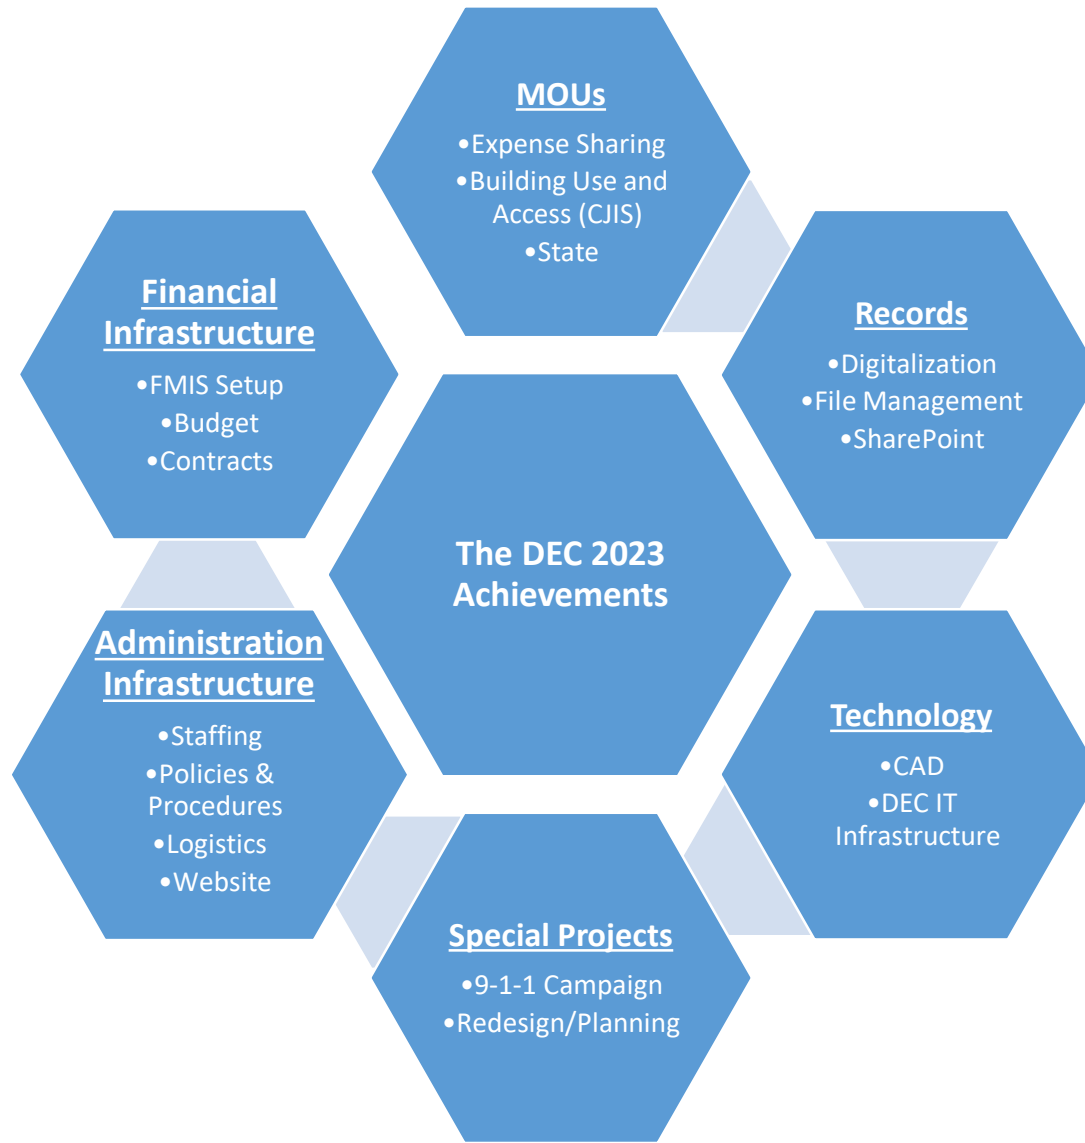 MOUs
•Expense Sharing
•Building Use and
Access (CJIS)
•State
Records
•Digitalization
•File Management
•SharePoint
Technology
•CAD
•DEC IT
Infrastructure
Special Projects
•9-1-1 Campaign
•Redesign/Planning
Administration
Infrastructure
•Staffing
•Policies &
Procedures
•Logistics
•Website
Financial
Infrastructure
•FMIS Setup
•Budget
•Contracts
The DEC 2023
Achievements